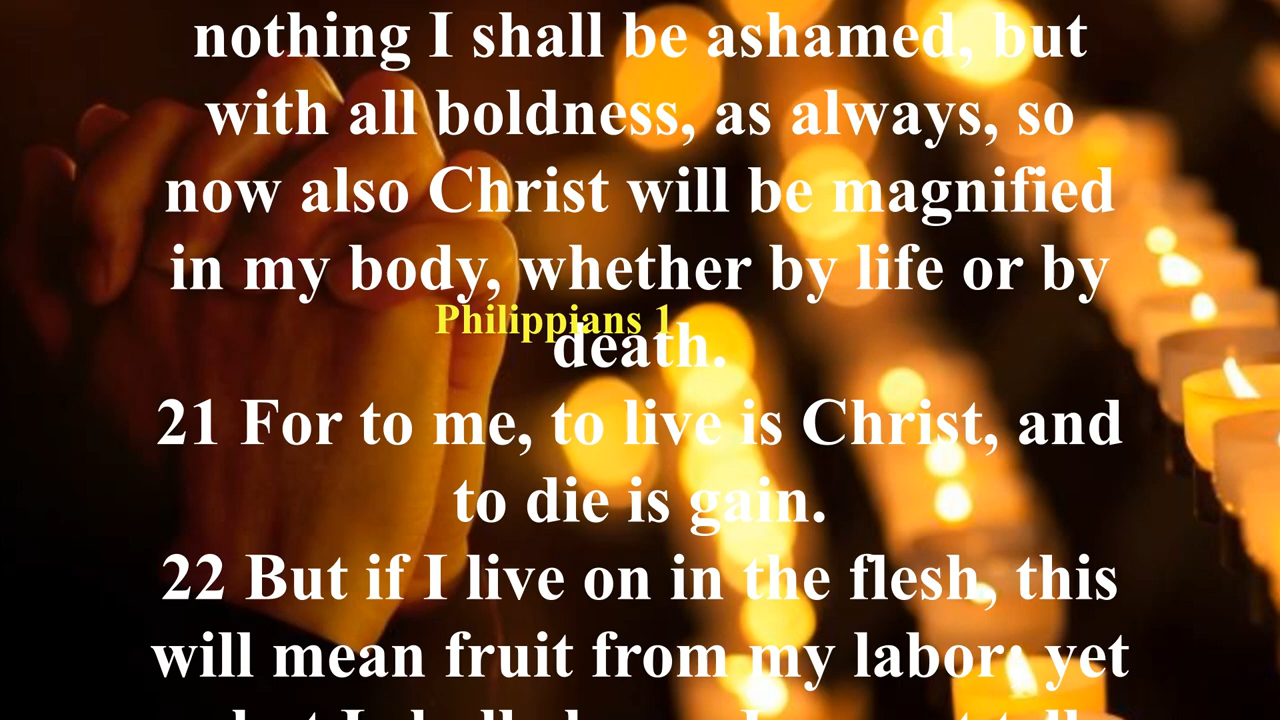 nothing I shall be ashamed, but
with all boldness, as always, so
now also Christ will be magnified
in my body, whether by life or by
Philippians 1
death.
21 For to me, to live is Christ, and
to die is gain.
22 But if I live on in the flesh, this
will mean fruit from my labor; yet